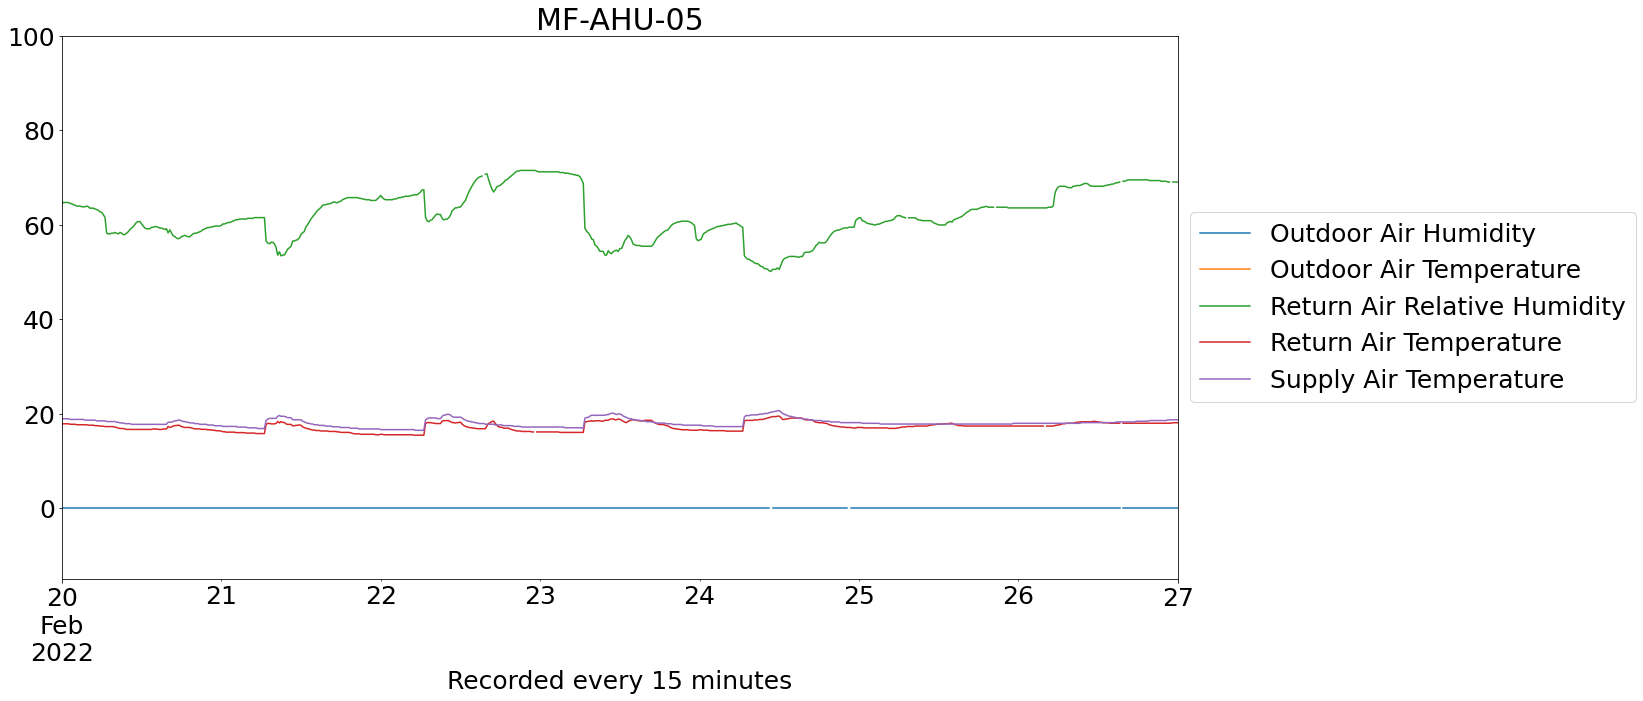 MF-AHU-05
100
80
60
40
20
0
20 21 22 23 24 25 26 27
Feb
2022
Recorded every 15 minutes
Outdoor Air Humidity
Outdoor Air Temperature
Return Air Relative Humidity
Return Air Temperature
Supply Air Temperature